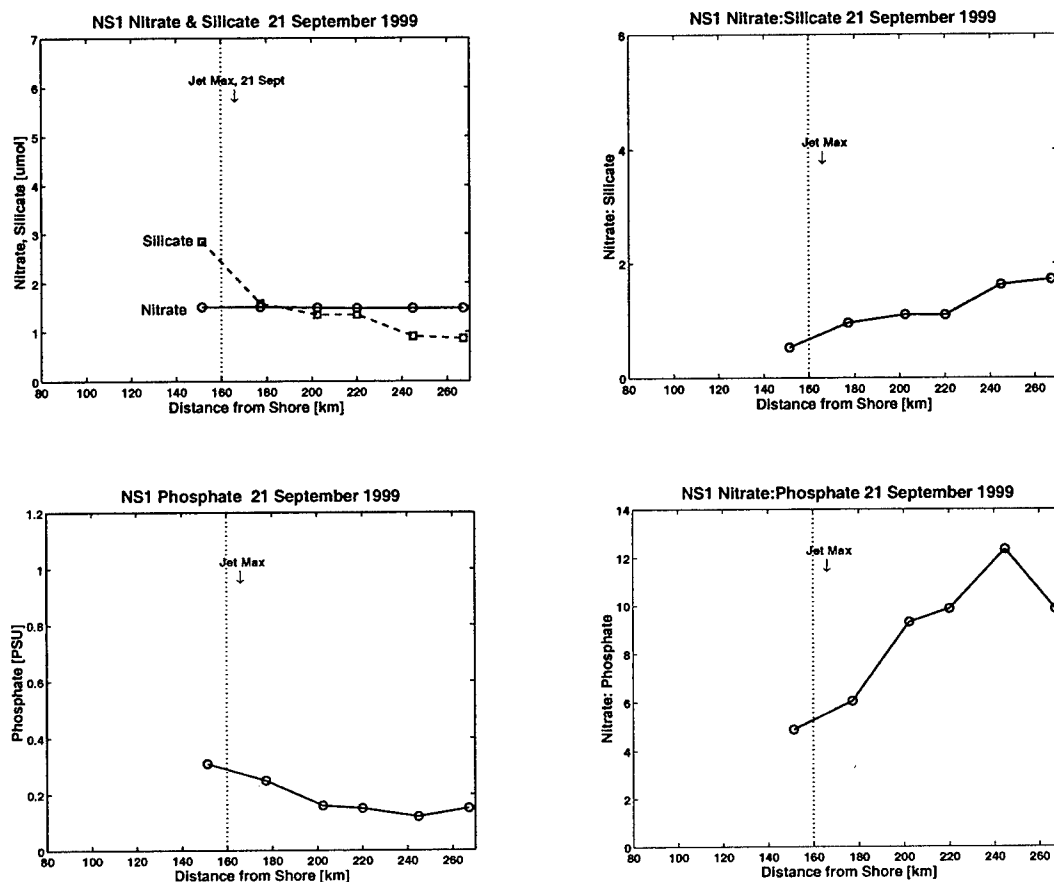 NS1 Nitrate & Silicate 21 September 1999
7
6
5
4
3
2
1
0
Nitrate, Silicate [umol]
Jet Max, 21 Sept
Silicate
Nitrate
80 100 120 140 160 180 200 220 240 260
Distance from Shore [km]
NS1 Nitrate:Silicate 21 September 1999
6
4
2
0
Nitrate: Silicate
Jet Max
80 100 120 140 160 180 200 220 240 260
Distance from Shore [km]
NS1 Phosphate 21 September 1999
1.2
1
0.8
0.6
0.4
0.2
0
Phosphate [PSU]
Jet Max
80 100 120 140 160 180 200 220 240 260
Distance from Shore [km]
NS1 Nitrate:Phosphate 21 September 1999
14
12
10
8
6
4
2
0
Nitrate: Phosphate
Jet Max
80 100 120 140 160 180 200 220 240 260
Distance from Shore [km]